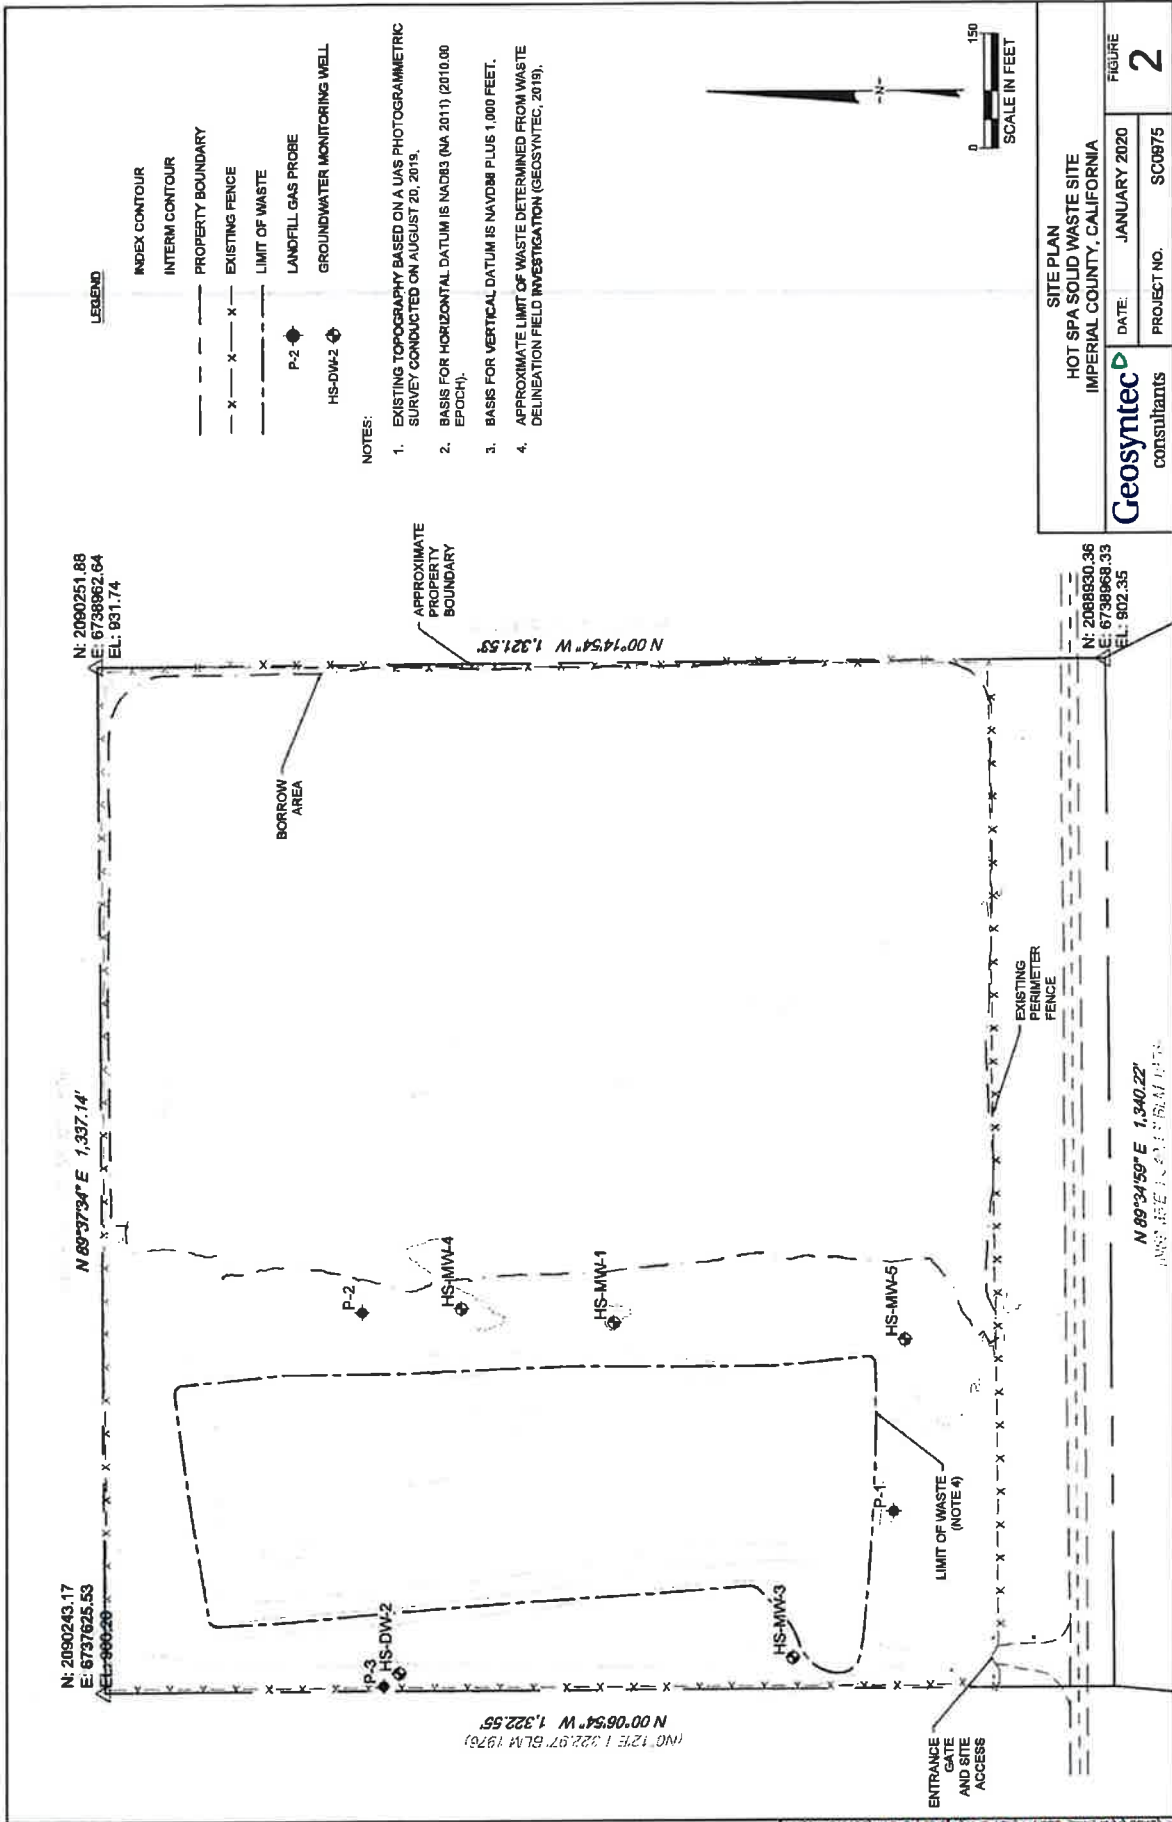 N: 2090243.17
E: 6737625.53
EL: 900.20
N 89°37'34" E 1,337.14'
N: 2090251.88
E: 6738962.64
EL: 931.74
LEGEND
INDEX CONTOUR
INTERM CONTOUR
PROPERTY BOUNDARY
EXISTING FENCE
LIMIT OF WASTE
P-2
LANDFILL GAS PROBE
HS-DW-2
GROUNDWATER MONITORING WELL
NOTES:
1. EXISTING TOPOGRAPHY BASED ON A UAS PHOTOGRAMMETRIC
SURVEY CONDUCTED ON AUGUST 20, 2019.
2. BASIS FOR HORIZONTAL DATUM IS NAD83 (NA 2011) (2010.00
EPOCH).
3. BASIS FOR VERTICAL DATUM IS NAVD88 PLUS 1,000 FEET.
4. APPROXIMATE LIMIT OF WASTE DETERMINED FROM WASTE
DELINEATION FIELD INVESTIGATION (GEOSYNTEC, 2019).
BORROW
AREA
APPROXIMATE
PROPERTY
BOUNDARY
N 00°14'54" W 1,321.53'
P-3
HS-DW-2
P-2
HS-MW-4
HS-MW-1
HS-MW-5
HS-MW-3
P-1
N 00°06'54" W 1,322.55'
LIMIT OF WASTE
(NOTE 4)
EXISTING
PERIMETER
FENCE
ENTRANCE
GATE
AND SITE
ACCESS
N: 2088930.36
E: 6738968.33
EL: 902.35
N 89°34'59" E 1,340.22'
-N-
0 150
SCALE IN FEET
SITE PLAN
HOT SPA SOLID WASTE SITE
IMPERIAL COUNTY, CALIFORNIA
Geosyntec
consultants
DATE: JANUARY 2020
PROJECT NO. SC0975
FIGURE
2